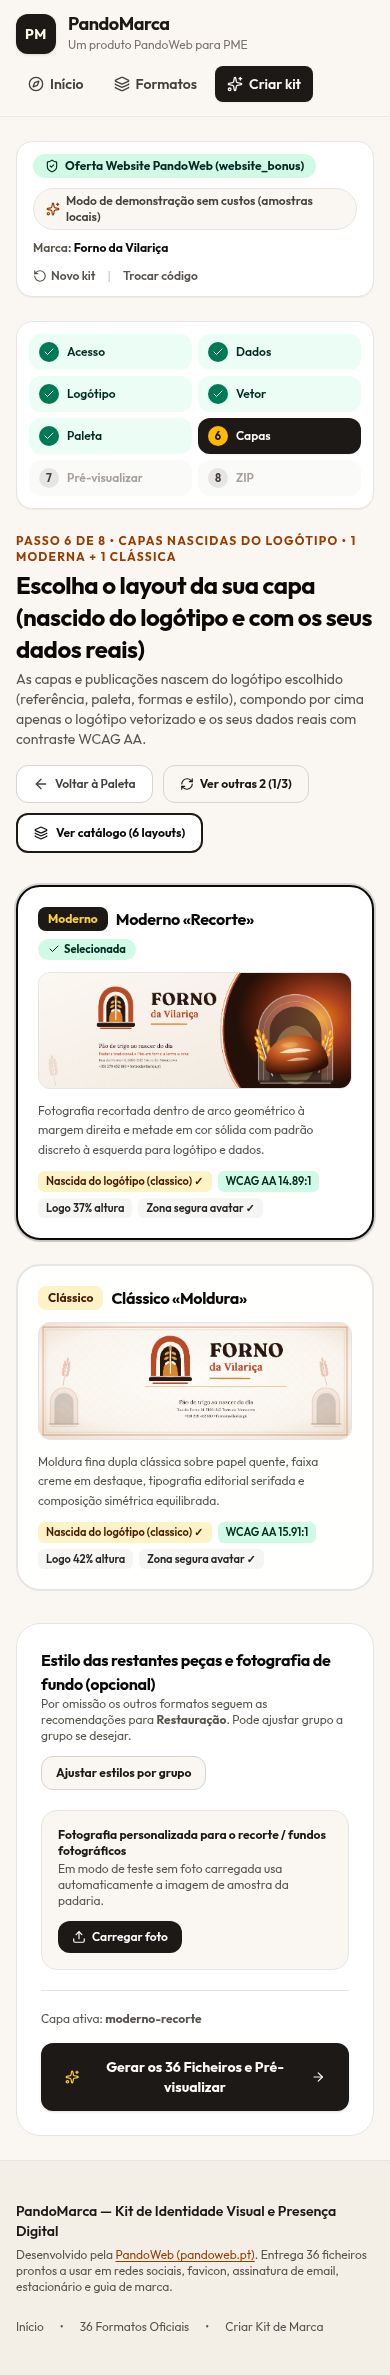 PM
PandoMarca
Um produto PandoWeb para PME
Início
Formatos
Criar kit
Oferta Website PandoWeb (website_bonus)
Modo de demonstração sem custos (amostras
locais)
Marca: Forno da Vilariça
Novo kit | Trocar código
Acesso
Dados
Logótipo
Vetor
Paleta
6 Capas
7 Pré-visualizar
8 ZIP
PASSO 6 DE 8 • CAPAS NASCIDAS DO LOGÓTIPO • 1
MODERNA + 1 CLÁSSICA
Escolha o layout da sua capa
(nascido do logótipo e com os seus
dados reais)
As capas e publicações nascem do logótipo escolhido
(referência, paleta, formas e estilo), compondo por cima
apenas o logótipo vetorizado e os seus dados reais com
contraste WCAG AA.
Voltar à Paleta
Ver outras 2 (1/3)
Ver catálogo (6 layouts)
Moderno Moderno «Recorte»
✓ Selecionada
FORNO
da Vilariça
Pão de trigo ao nascer do dia
Fotografia recortada dentro de arco geométrico à
margem direita e metade em cor sólida com padrão
discreto à esquerda para logótipo e dados.
Nascida do logótipo (classico) ✓
WCAG AA 14.89:1
Logo 37% altura
Zona segura avatar ✓
Clássico Clássico «Moldura»
FORNO
da Vilariça
Pão de trigo ao nascer do dia
Moldura fina dupla clássica sobre papel quente, faixa
creme em destaque, tipografia editorial serifada e
composição simétrica equilibrada.
Nascida do logótipo (classico) ✓
WCAG AA 15.91:1
Logo 42% altura
Zona segura avatar ✓
Estilo das restantes peças e fotografia de
fundo (opcional)
Por omissão os outros formatos seguem as
recomendações para Restauração. Pode ajustar grupo a
grupo se desejar.
Ajustar estilos por grupo
Fotografia personalizada para o recorte / fundos
fotográficos
Em modo de teste sem foto carregada usa
automaticamente a imagem de amostra da
padaria.
Carregar foto
Capa ativa: moderno-recorte
Gerar os 36 Ficheiros e Pré-
visualizar
PandoMarca — Kit de Identidade Visual e Presença
Digital
Desenvolvido pela PandoWeb (pandoweb.pt). Entrega 36 ficheiros
prontos a usar em redes sociais, favicon, assinatura de email,
estacionário e guia de marca.
Início • 36 Formatos Oficiais • Criar Kit de Marca